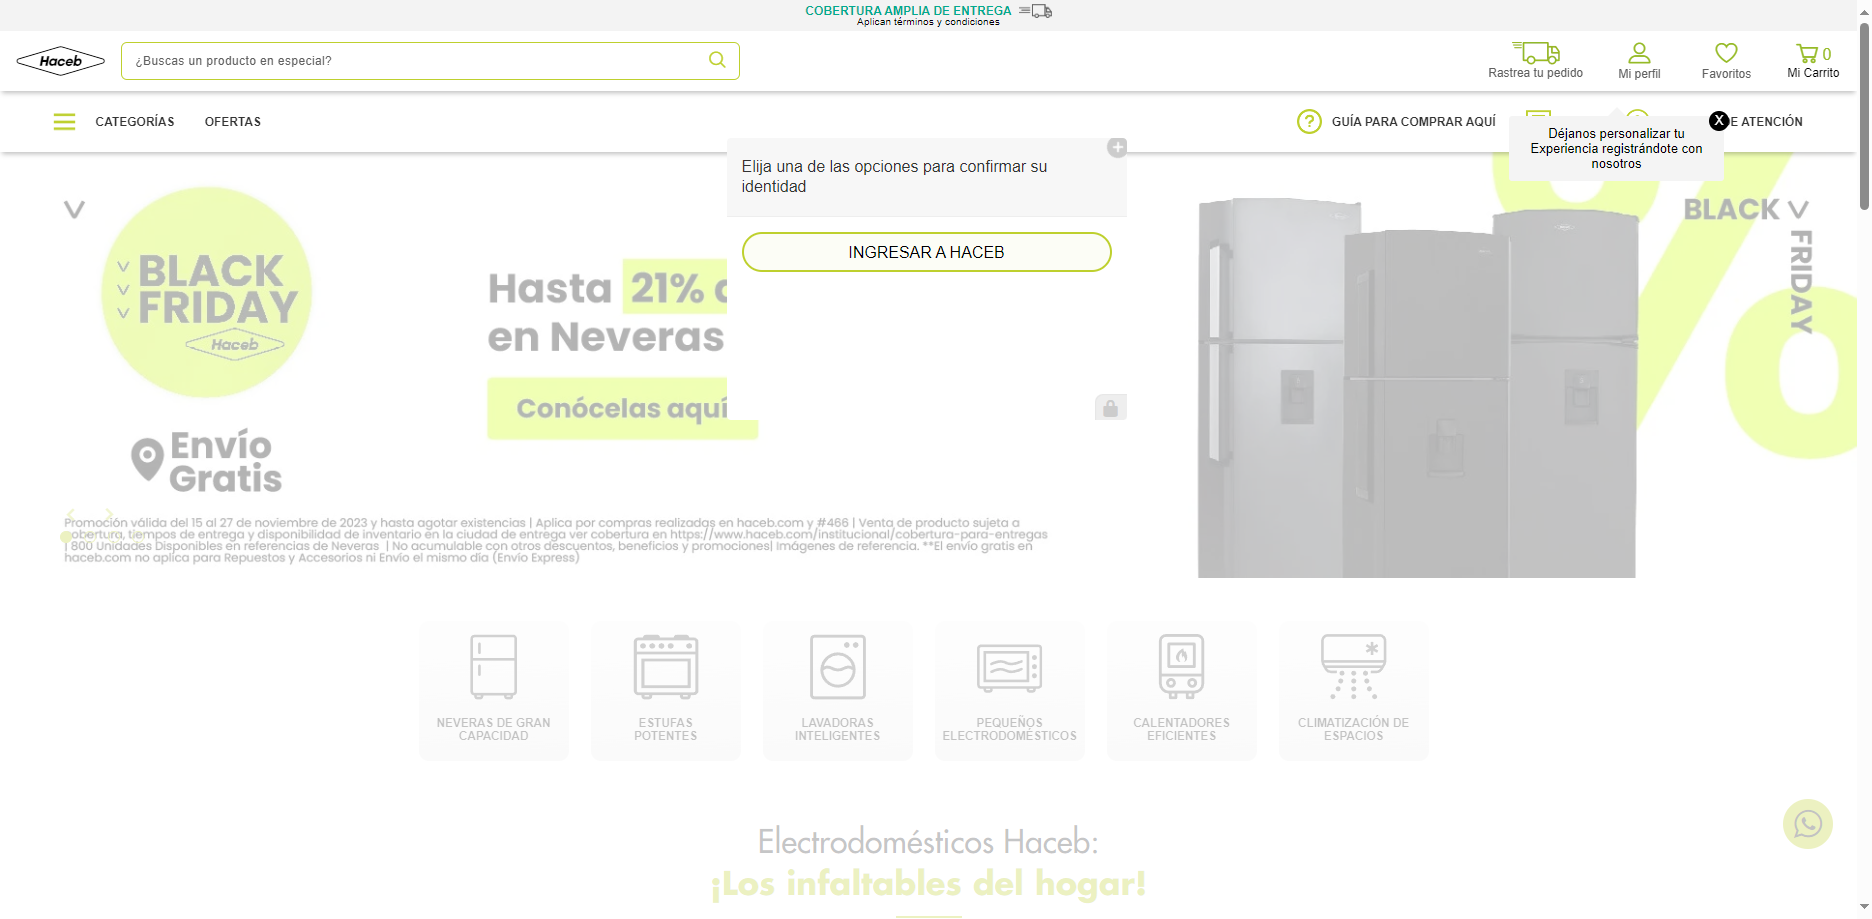 COBERTURA AMPLIA DE ENTREGA
Aplican términos y condiciones
Haceb
¿Buscas un producto en especial?
Rastrea tu pedido
Mi perfil
Favoritos
0
Mi Carrito
CATEGORÍAS
OFERTAS
GUÍA PARA COMPRAR AQUÍ
X
E ATENCIÓN
Déjanos personalizar tu
Experiencia registrándote con
nosotros
Elija una de las opciones para confirmar su
identidad
INGRESAR A HACEB
BLACK
FRIDAY
Haceb
Envío
Gratis
Hasta 21%
en Neveras
Conócelas aquí
BLACK
FRIDAY
%
Promoción válida del 15 al 27 de noviembre de 2023 y hasta agotar existencias | Aplica por compras realizadas en haceb.com y #466 | Venta de producto sujeta a
cobertura, tiempos de entrega y disponibilidad de inventario en la ciudad de entrega ver cobertura en https://www.haceb.com/institucional/cobertura-para-entregas
| 800 Unidades Disponibles en referencias de Neveras | No acumulable con otros descuentos, beneficios y promociones| Imágenes de referencia. **El envío gratis en
haceb.com no aplica para Repuestos y Accesorios ni Envío el mismo día (Envío Express)
NEVERAS DE GRAN
CAPACIDAD
ESTUFAS
POTENTES
LAVADORAS
INTELIGENTES
PEQUEÑOS
ELECTRODOMÉSTICOS
CALENTADORES
EFICIENTES
CLIMATIZACIÓN DE
ESPACIOS
Electrodomésticos Haceb:
¡Los infaltables del hogar!